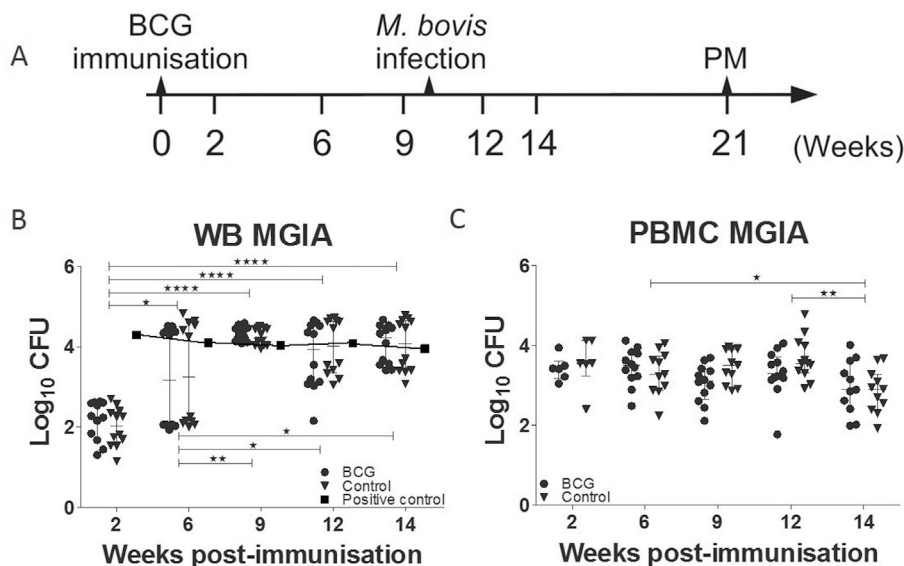 A
BCG
immunisation
M. bovis
infection
PM
0 2 6 9 12 14 21 (Weeks)
B
WB MGIA
Log10 CFU
6
4
2
0
★★★★
★★★★
★★★★
★
★
★
★★
BCG
Control
Positive control
2 6 9 12 14
Weeks post-immunisation
C
PBMC MGIA
Log10 CFU
6
4
2
0
★
★★
BCG
Control
2 6 9 12 14
Weeks post-immunisation